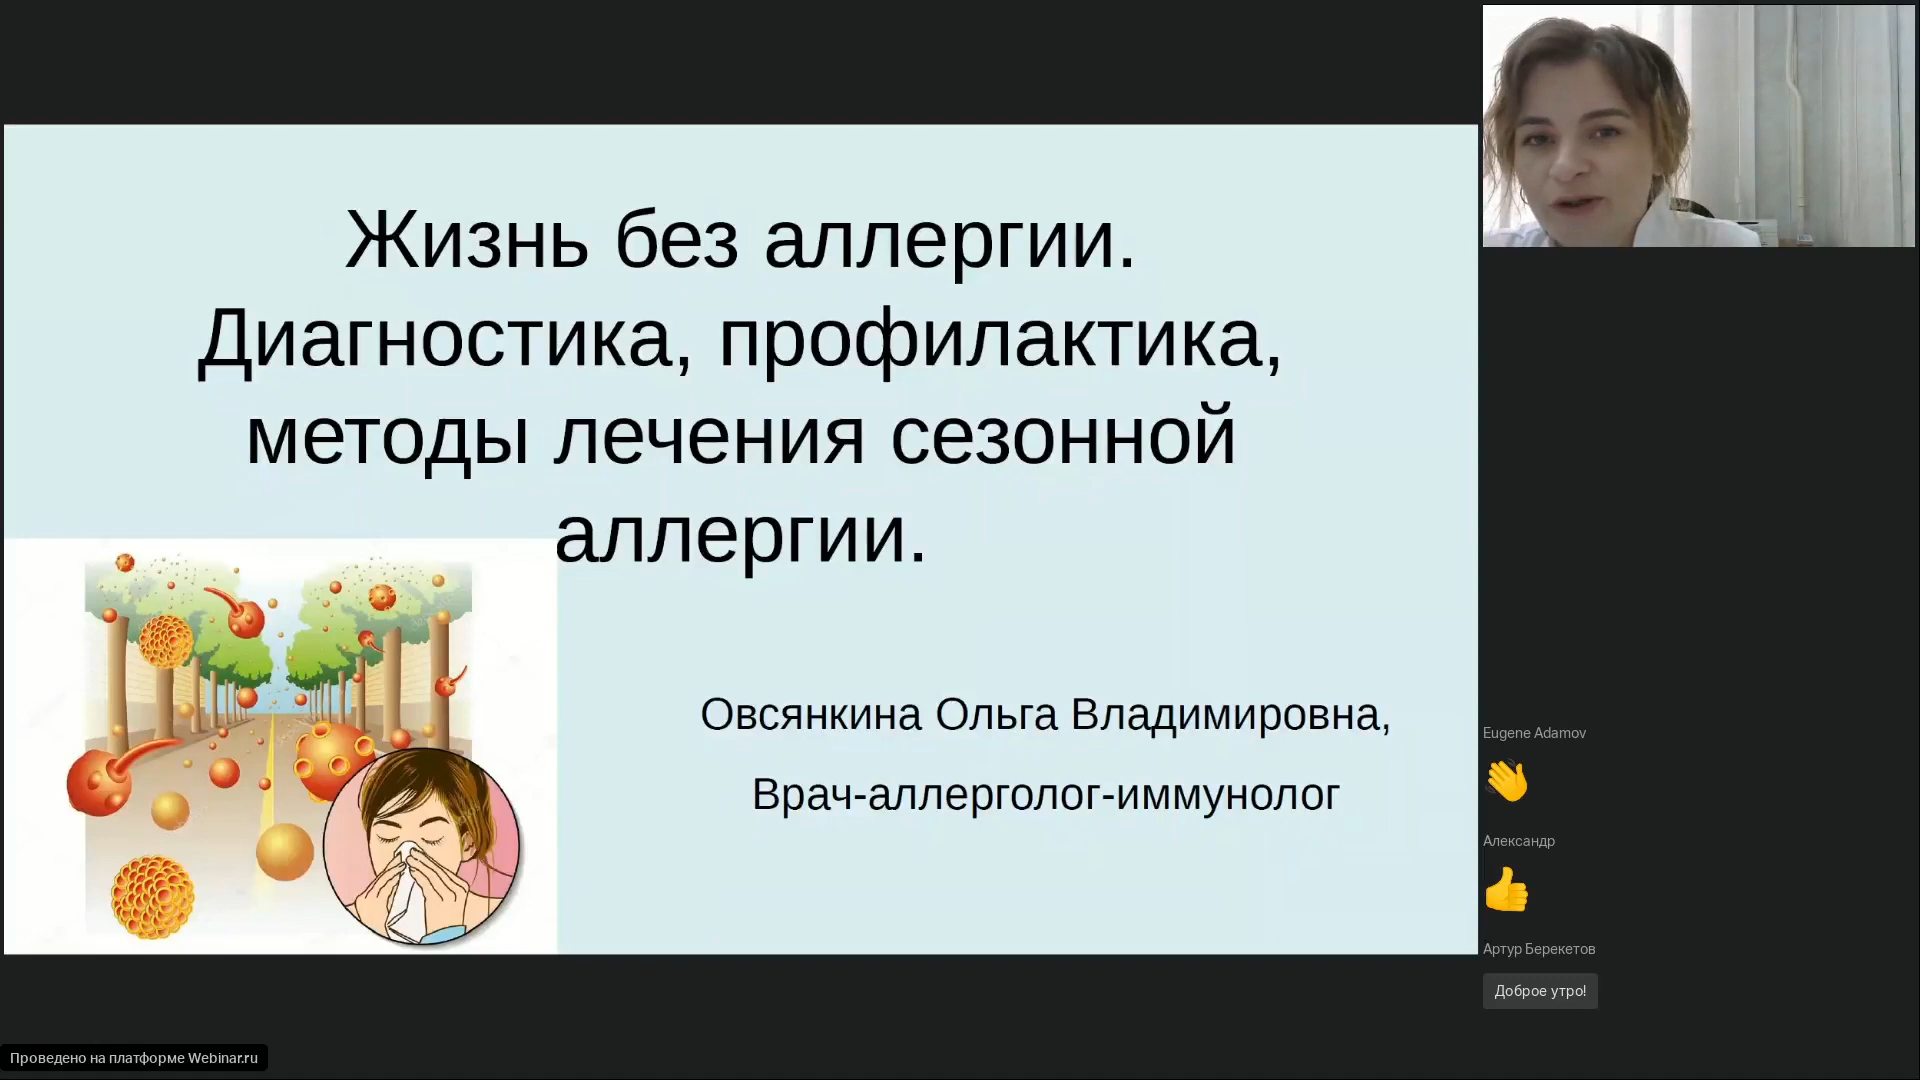 Жизнь без аллергии.
Диагностика, профилактика,
методы лечения сезонной
аллергии.
Овсянкина Ольга Владимировна,
Врач-аллерголог-иммунолог
Eugene Adamov
Александр
Артур Берекетов
Доброе утро!
Проведено на платформе Webinar.ru